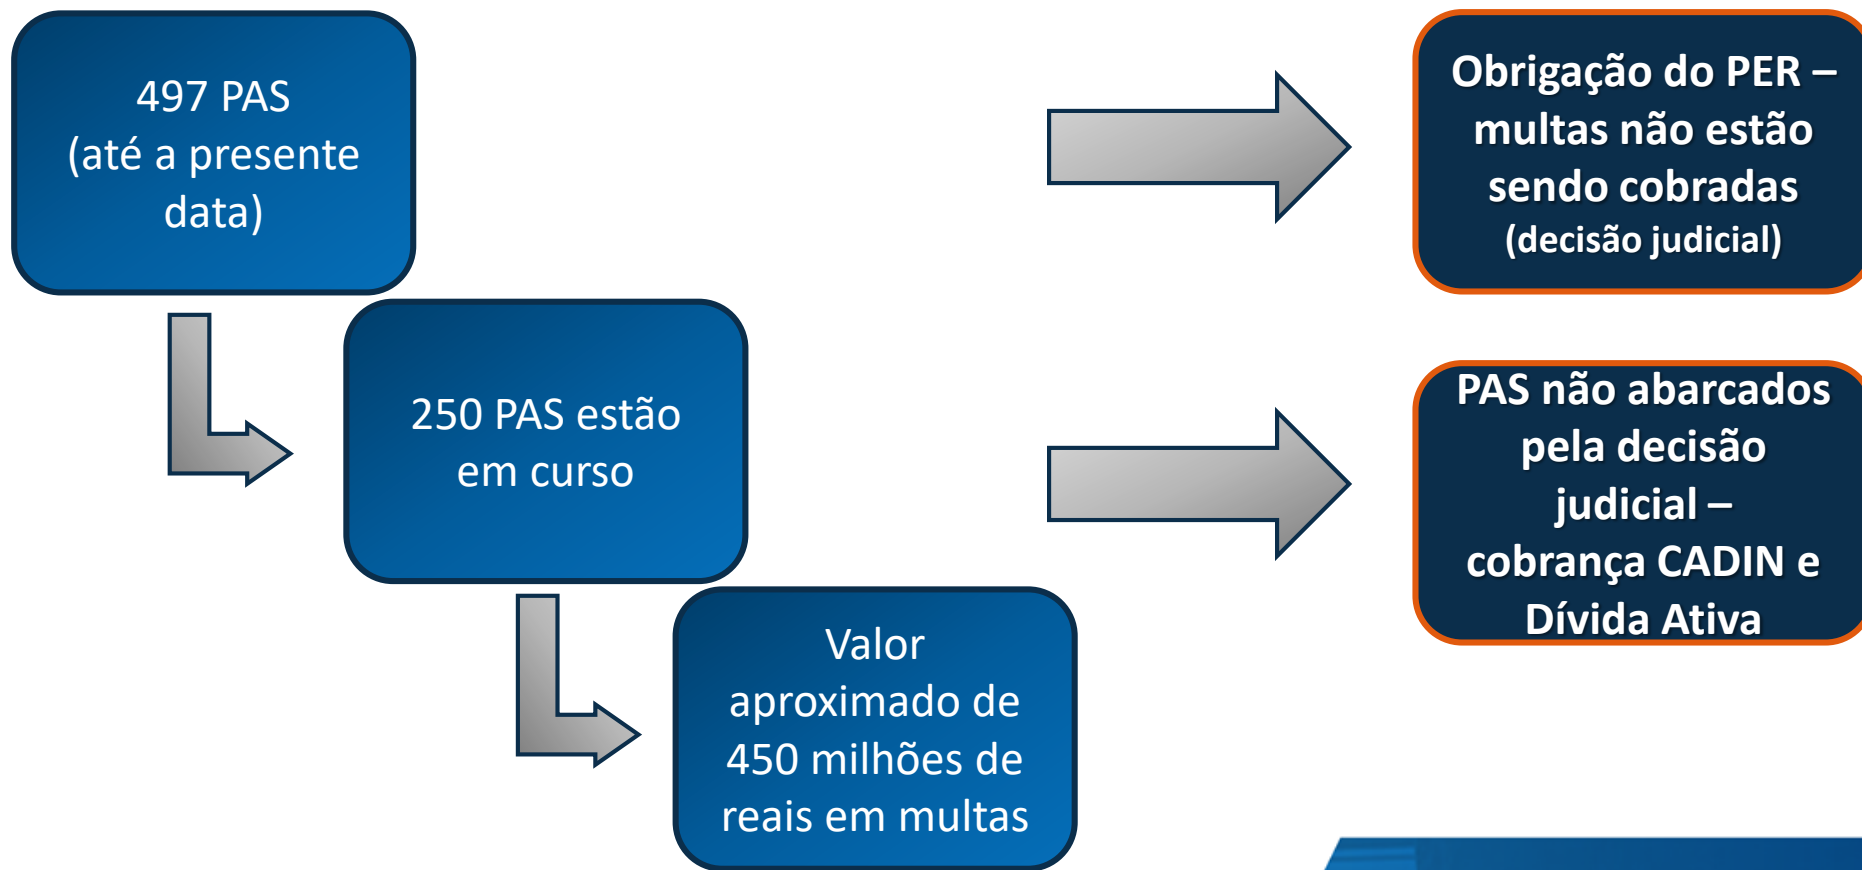 497 PAS
(até a presente
data)
250 PAS estão
em curso
Valor
aproximado de
450 milhões de
reais em multas
Obrigação do PER –
multas não estão
sendo cobradas
(decisão judicial)
PAS não abarcados
pela decisão
judicial –
cobrança CADIN e
Dívida Ativa